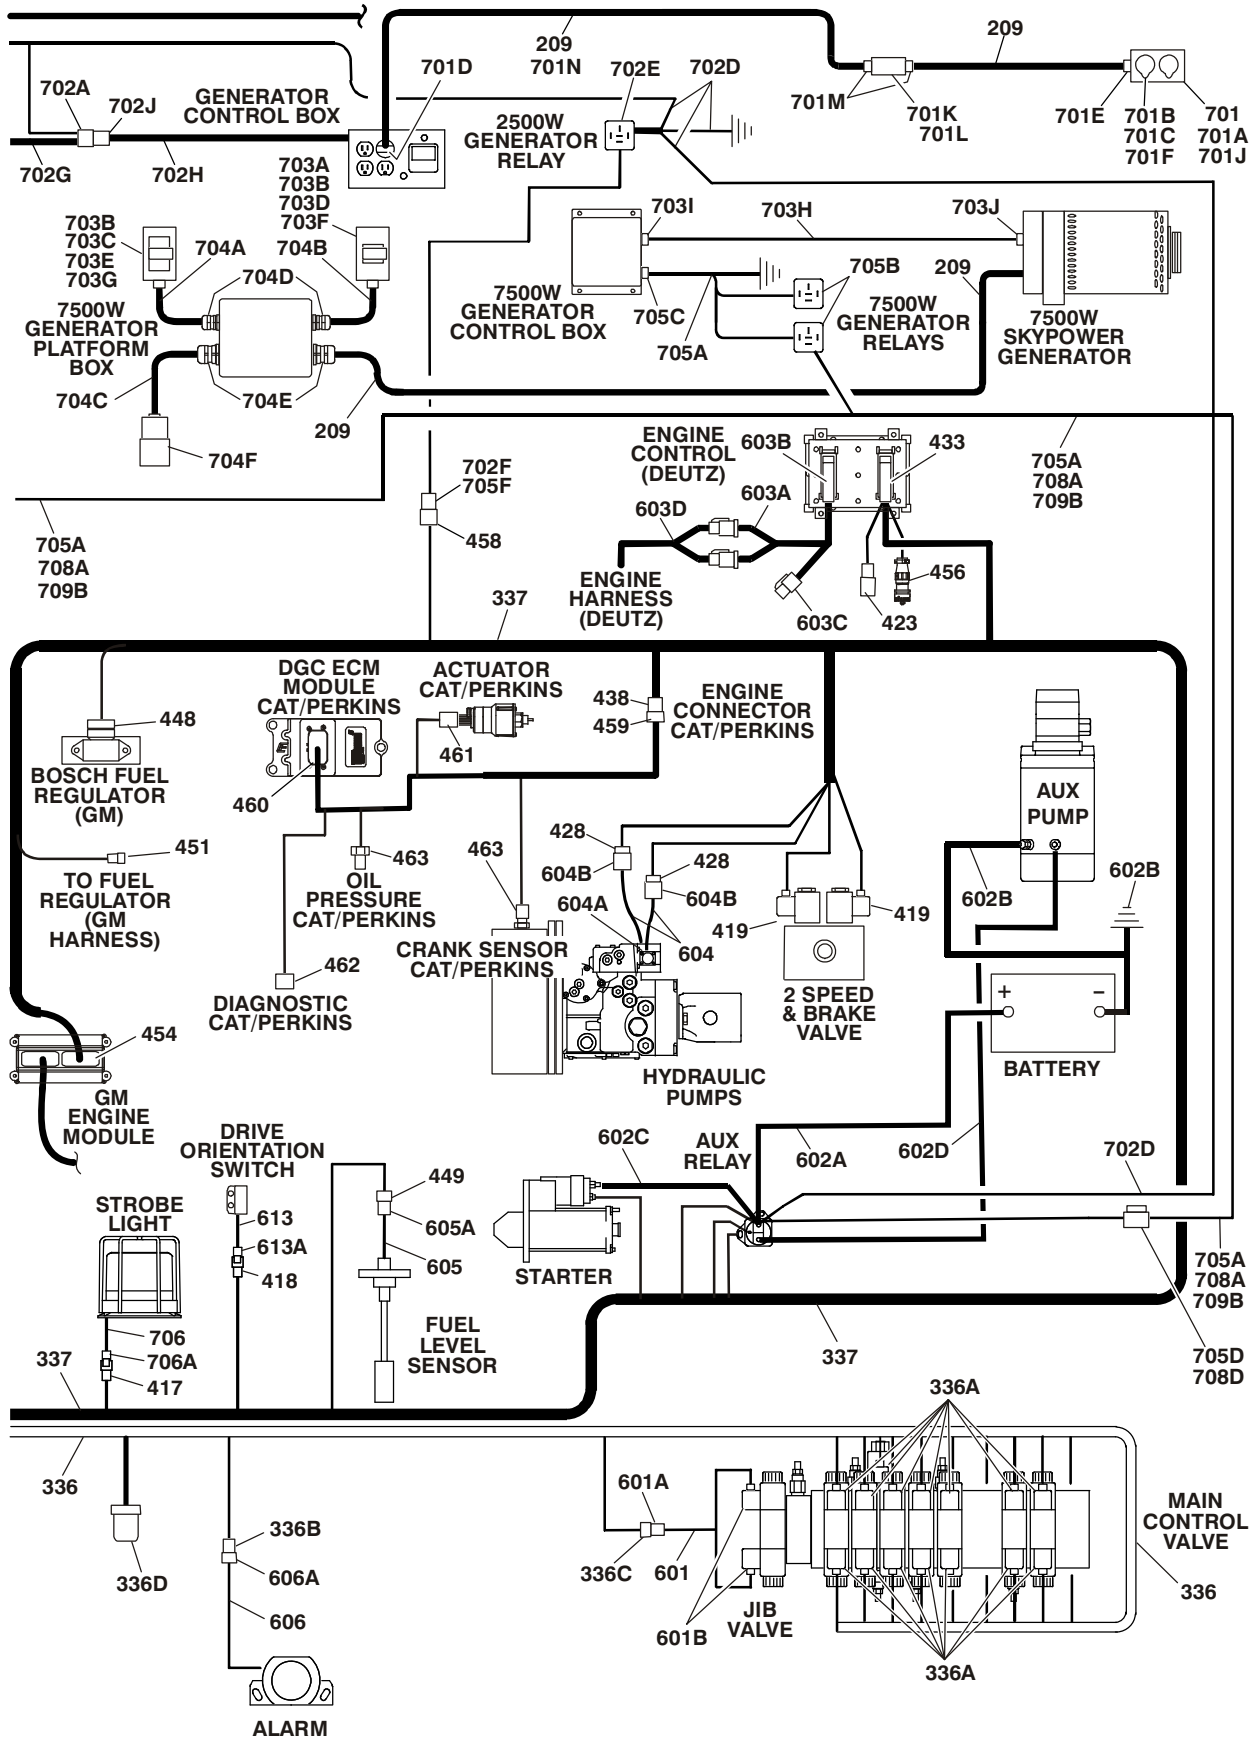 209
701N
209
702A
702J
GENERATOR
CONTROL BOX
701D
702E
702D
701M
701K
701L
701E
701B
701C
701F
701
701A
701J
2500W
GENERATOR
RELAY
702G
702H
703A
703B
703D
703F
703B
703C
703E
703G
704A
704B
704D
703I
703H
703J
705B
209
7500W
GENERATOR
PLATFORM
BOX
7500W
GENERATOR
CONTROL BOX
705C
705A
7500W
GENERATOR
RELAYS
7500W
SKYPOWER
GENERATOR
704C
704E
209
704F
ENGINE
CONTROL
(DEUTZ)
603B
433
702F
705F
603D
603A
705A
708A
709B
458
705A
708A
709B
ENGINE
HARNESS
(DEUTZ)
456
603C
423
337
DGC ECM
MODULE
CAT/PERKINS
ACTUATOR
CAT/PERKINS
438
459
ENGINE
CONNECTOR
CAT/PERKINS
448
461
BOSCH FUEL
REGULATOR
(GM)
460
AUX
PUMP
451
463
463
428
604B
428
604B
602B
602B
TO FUEL
REGULATOR
(GM
HARNESS)
OIL
PRESSURE
CAT/PERKINS
604A
419
419
CRANK SENSOR
CAT/PERKINS
604
462
DIAGNOSTIC
CAT/PERKINS
2 SPEED
& BRAKE
VALVE
+
–
BATTERY
454
HYDRAULIC
PUMPS
GM
ENGINE
MODULE
DRIVE
ORIENTATION
SWITCH
602C
AUX
RELAY
602A
602D
702D
STROBE
LIGHT
449
613
605A
613A
605
418
STARTER
705A
708A
709B
706
706A
417
FUEL
LEVEL
SENSOR
337
337
705D
708D
336A
336
601A
MAIN
CONTROL
VALVE
336B
336D
606A
336C
601
336
606
601B
JIB
VALVE
336A
ALARM